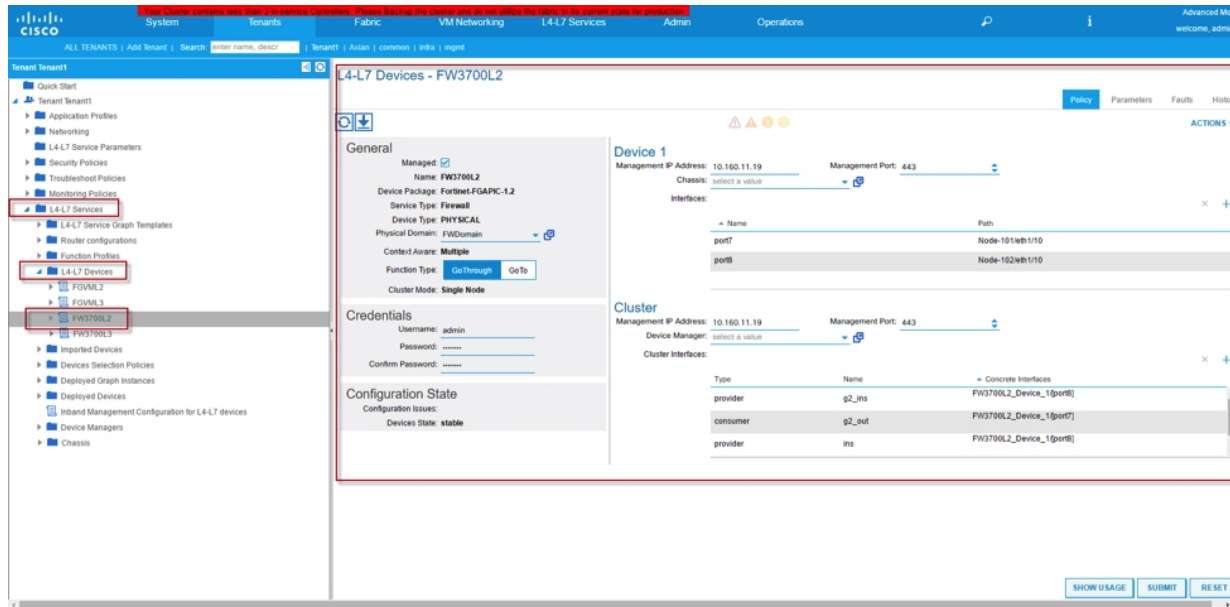 Your Cluster contains less than 3 in-service Controllers. Please Backup the cluster and do not utilize the fabric in its current state for production.
CISCO
System Tenants Fabric VM Networking L4-L7 Services Admin Operations i
Advanced Mo
welcome, admi
ALL TENANTS | Add Tenant | Search: enter name, descr | Tenant1 | Avian | common | infra | mgmt
Tenant Tenant1
Quick Start
Tenant Tenant1
Application Profiles
Networking
L4-L7 Service Parameters
Security Policies
Troubleshoot Policies
Monitoring Policies
L4-L7 Services
L4-L7 Service Graph Templates
Router configurations
Function Profiles
L4-L7 Devices
FGVML2
FGVML3
FW3700L2
FW3700L3
Imported Devices
Devices Selection Policies
Deployed Graph Instances
Deployed Devices
Inband Management Configuration for L4-L7 devices
Device Managers
Chassis
L4-L7 Devices - FW3700L2
Policy Parameters Faults Histo
ACTIONS
General
Managed:
Name: FW3700L2
Device Package: Fortinet-FGAPIC-1.2
Service Type: Firewall
Device Type: PHYSICAL
Physical Domain: FWDomain
Context Aware: Multiple
Function Type: GoThrough GoTo
Cluster Mode: Single Node
Credentials
Username: admin
Password: ········
Confirm Password: ········
Configuration State
Configuration Issues:
Devices State: stable
Device 1
Management IP Address: 10.160.11.19 Management Port: 443
Chassis: select a value
Interfaces:
Name Path
port7 Node-101/eth1/10
port8 Node-102/eth1/10
Cluster
Management IP Address: 10.160.11.19 Management Port: 443
Device Manager: select a value
Cluster Interfaces:
Type Name Concrete Interfaces
provider g2_ins FW3700L2_Device_1/[port8]
consumer g2_out FW3700L2_Device_1/[port7]
provider ins FW3700L2_Device_1/[port8]
SHOW USAGE SUBMIT RESET